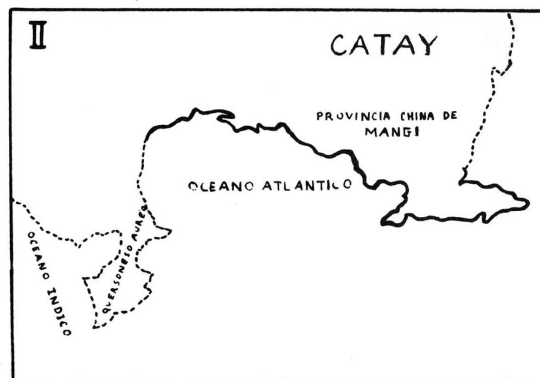 II
CATAY
PROVINCIA CHINA DE
MANGI
OCEANO ATLANTICO
QUERSONESO AUREO
OCEANO INDICO